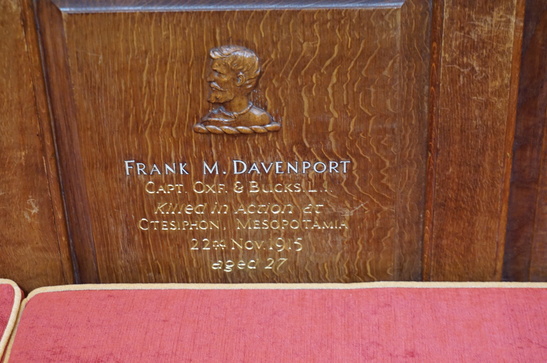 FRANK M. DAVENPORT
CAPT. OXF. & BUCKS. L.I.
Killed in Action at
CTESIPHON, MESOPOTAMIA
22nd NOV. 1915
aged 27